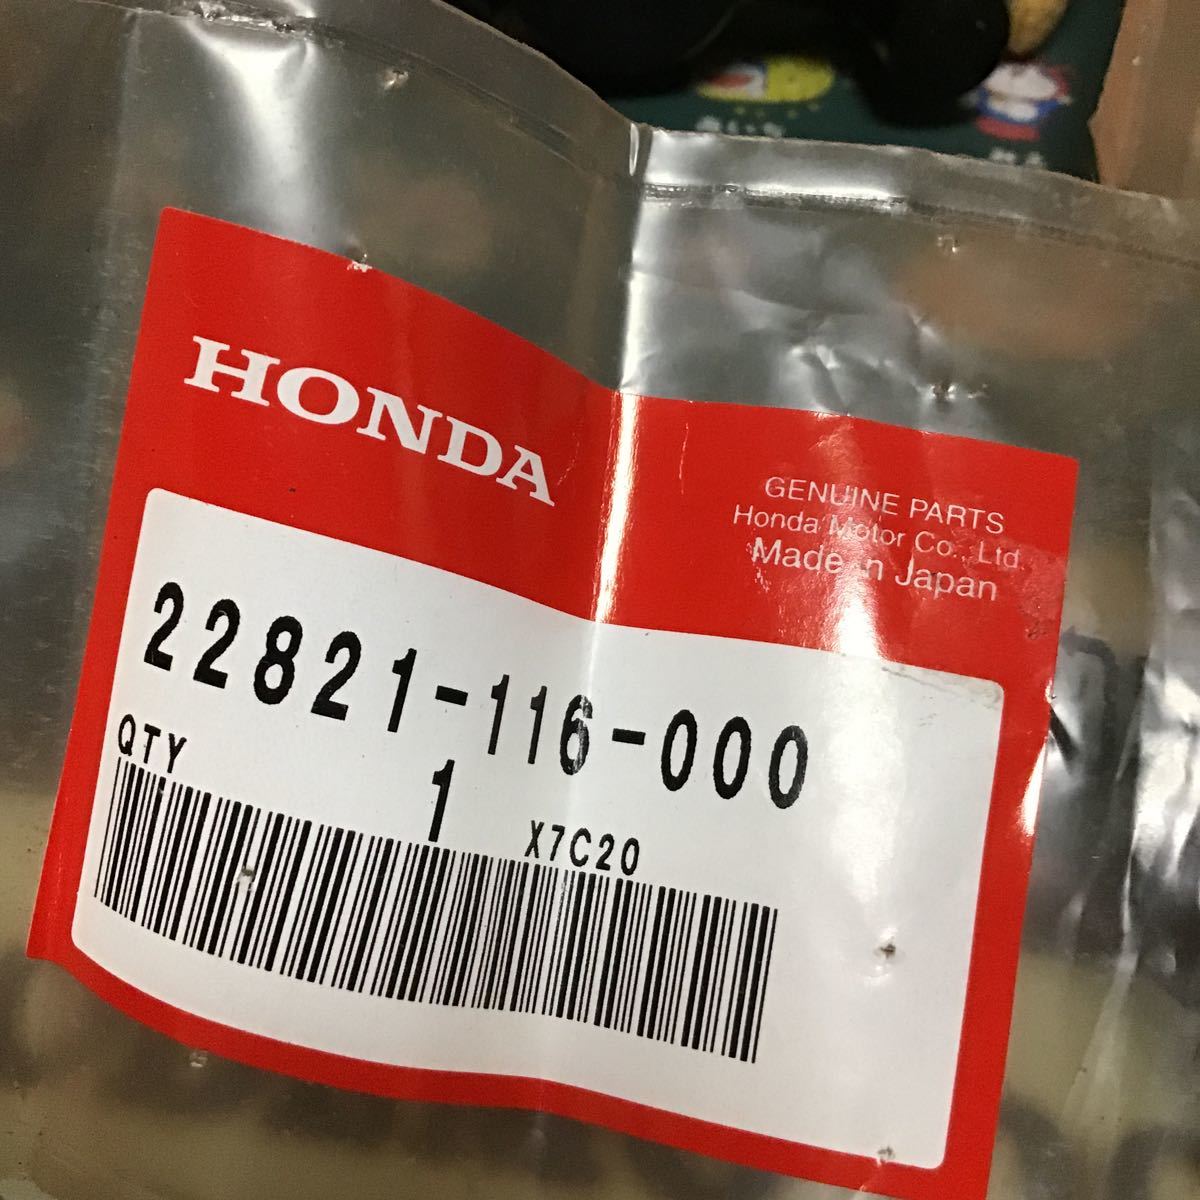 HONDA
GENUINE PARTS
Honda Motor Co., Ltd.
Made in Japan
22821-116-000
QTY 1 X7C20